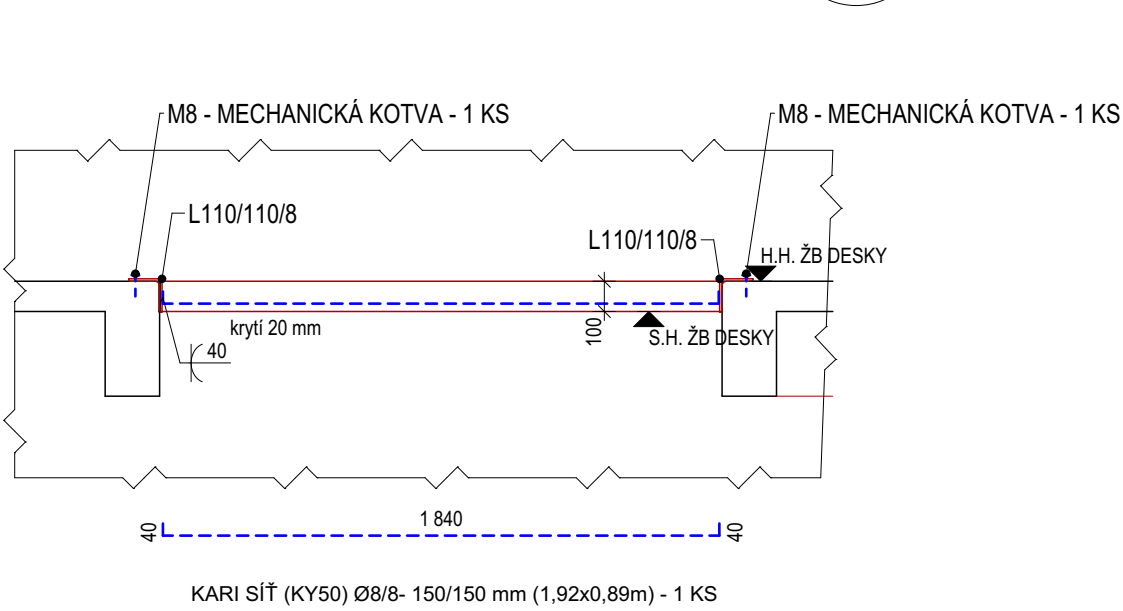 M8 - MECHANICKÁ KOTVA - 1 KS
M8 - MECHANICKÁ KOTVA - 1 KS
L110/110/8
L110/110/8
H.H. ŽB DESKY
krytí 20 mm
100
S.H. ŽB DESKY
40
40
1 840
40
KARI SÍŤ (KY50) Ø8/8- 150/150 mm (1,92x0,89m) - 1 KS